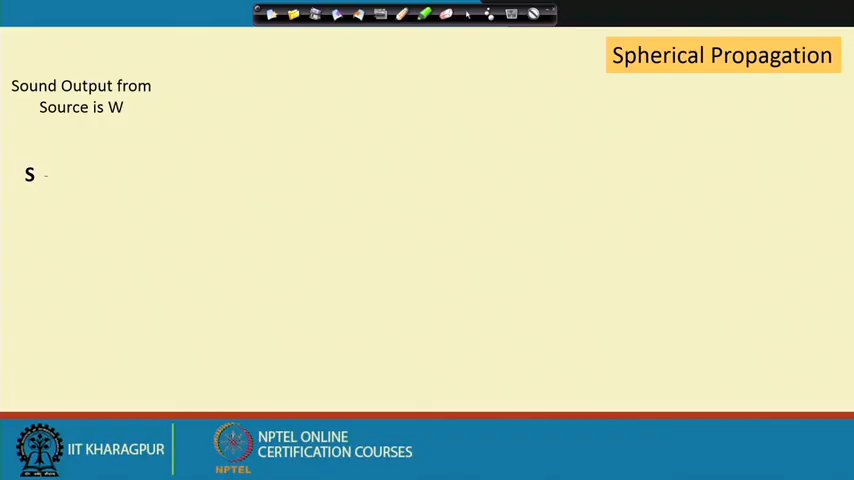 Spherical Propagation
Sound Output from
Source is W
S
IIT KHARAGPUR
NPTEL
NPTEL ONLINE
CERTIFICATION COURSES